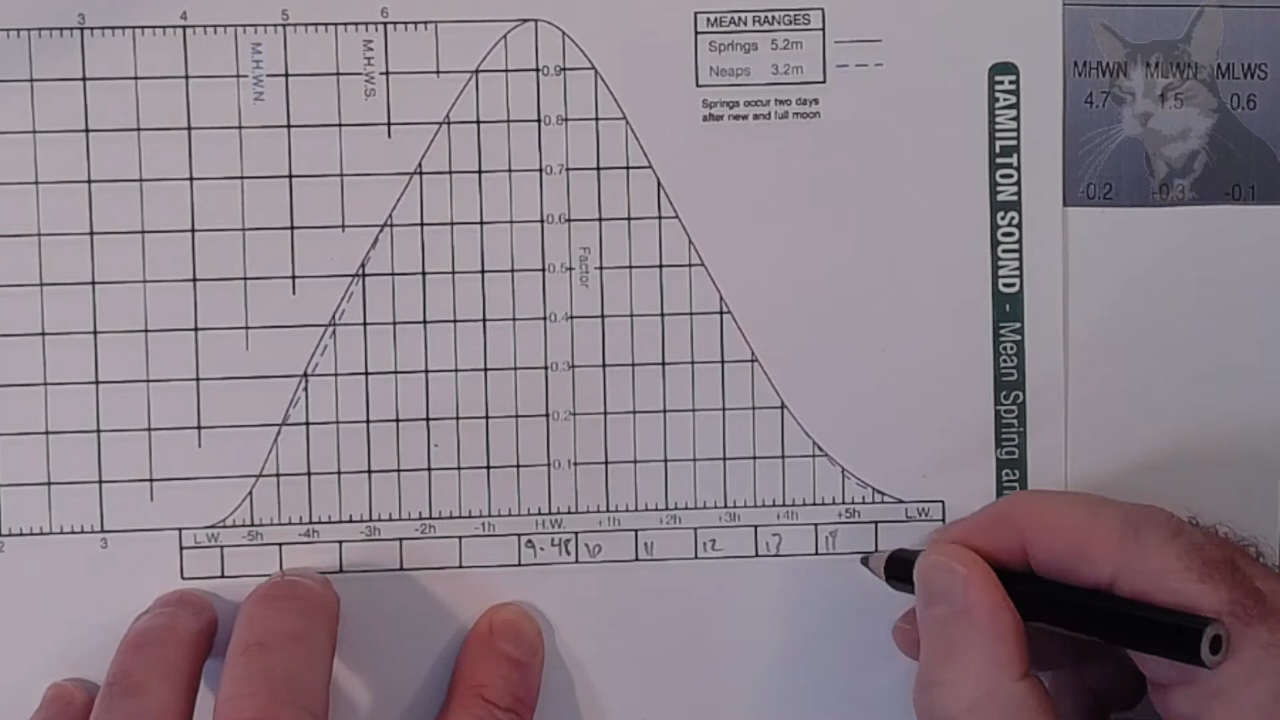 3 4 5 6
M.H.W.N.
M.H.W.S.
MEAN RANGES
Springs 5.2m
Neaps 3.2m
Springs occur two days
after new and full moon
0.9
0.8
0.7
0.6
0.5
0.4
0.3
0.2
0.1
Factor
HAMILTON SOUND - Mean Spring an
MHWN MLWN MLWS
4.7 1.5 0.6
-0.2 +0.3 -0.1
2 3
L.W. -5h -4h -3h -2h -1h H.W. +1h +2h +3h +4h +5h L.W.
9.48 10 11 12 13